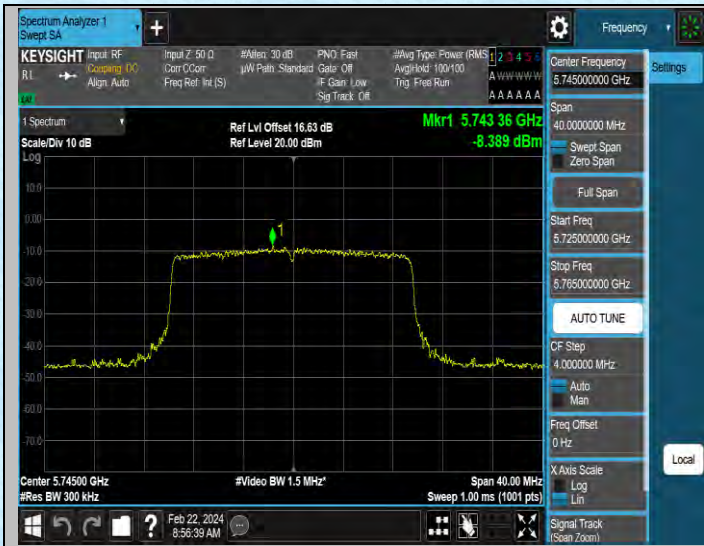 Spectrum Analyzer 1
Swept SA
+
Frequency
KEYSIGHT
RL
Input: RF
Coupling: DC
Align: Auto
Input Z: 50 Ω
Corr CCorr
Freq Ref: Int (S)
#Atten: 30 dB
µW Path: Standard
PNO: Fast
Gate: Off
IF Gain: Low
Sig Track: Off
#Avg Type: Power (RMS
Avg|Hold: 100/100
Trig: Free Run
1 2 3 4 5 6
A W W W W W
A A A A A A
1 Spectrum
Scale/Div 10 dB
Log
Ref Lvl Offset 16.63 dB
Ref Level 20.00 dBm
Mkr1 5.743 36 GHz
-8.389 dBm
10.0
0.00
-10.0
-20.0
-30.0
-40.0
-50.0
-60.0
-70.0
1
Center 5.74500 GHz
#Res BW 300 kHz
#Video BW 1.5 MHz*
Span 40.00 MHz
Sweep 1.00 ms (1001 pts)
?
Feb 22, 2024
8:56:39 AM
Center Frequency
5.745000000 GHz
Span
40.0000000 MHz
Swept Span
Zero Span
Full Span
Start Freq
5.725000000 GHz
Stop Freq
5.765000000 GHz
AUTO TUNE
CF Step
4.000000 MHz
Auto
Man
Freq Offset
0 Hz
X Axis Scale
Log
Lin
Signal Track
(Span Zoom)
Settings
Local